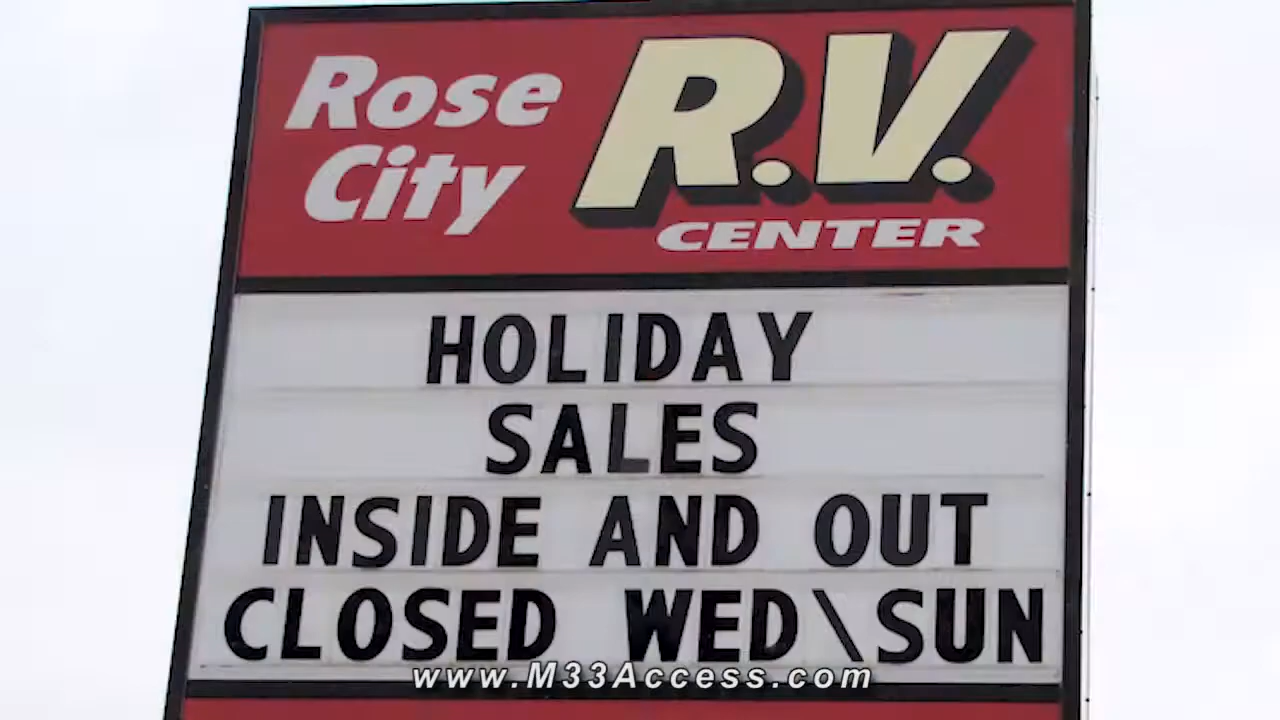 Rose
City
R.V.
CENTER
HOLIDAY
SALES
INSIDE AND OUT
CLOSED WED\SUN
www.M33Access.com